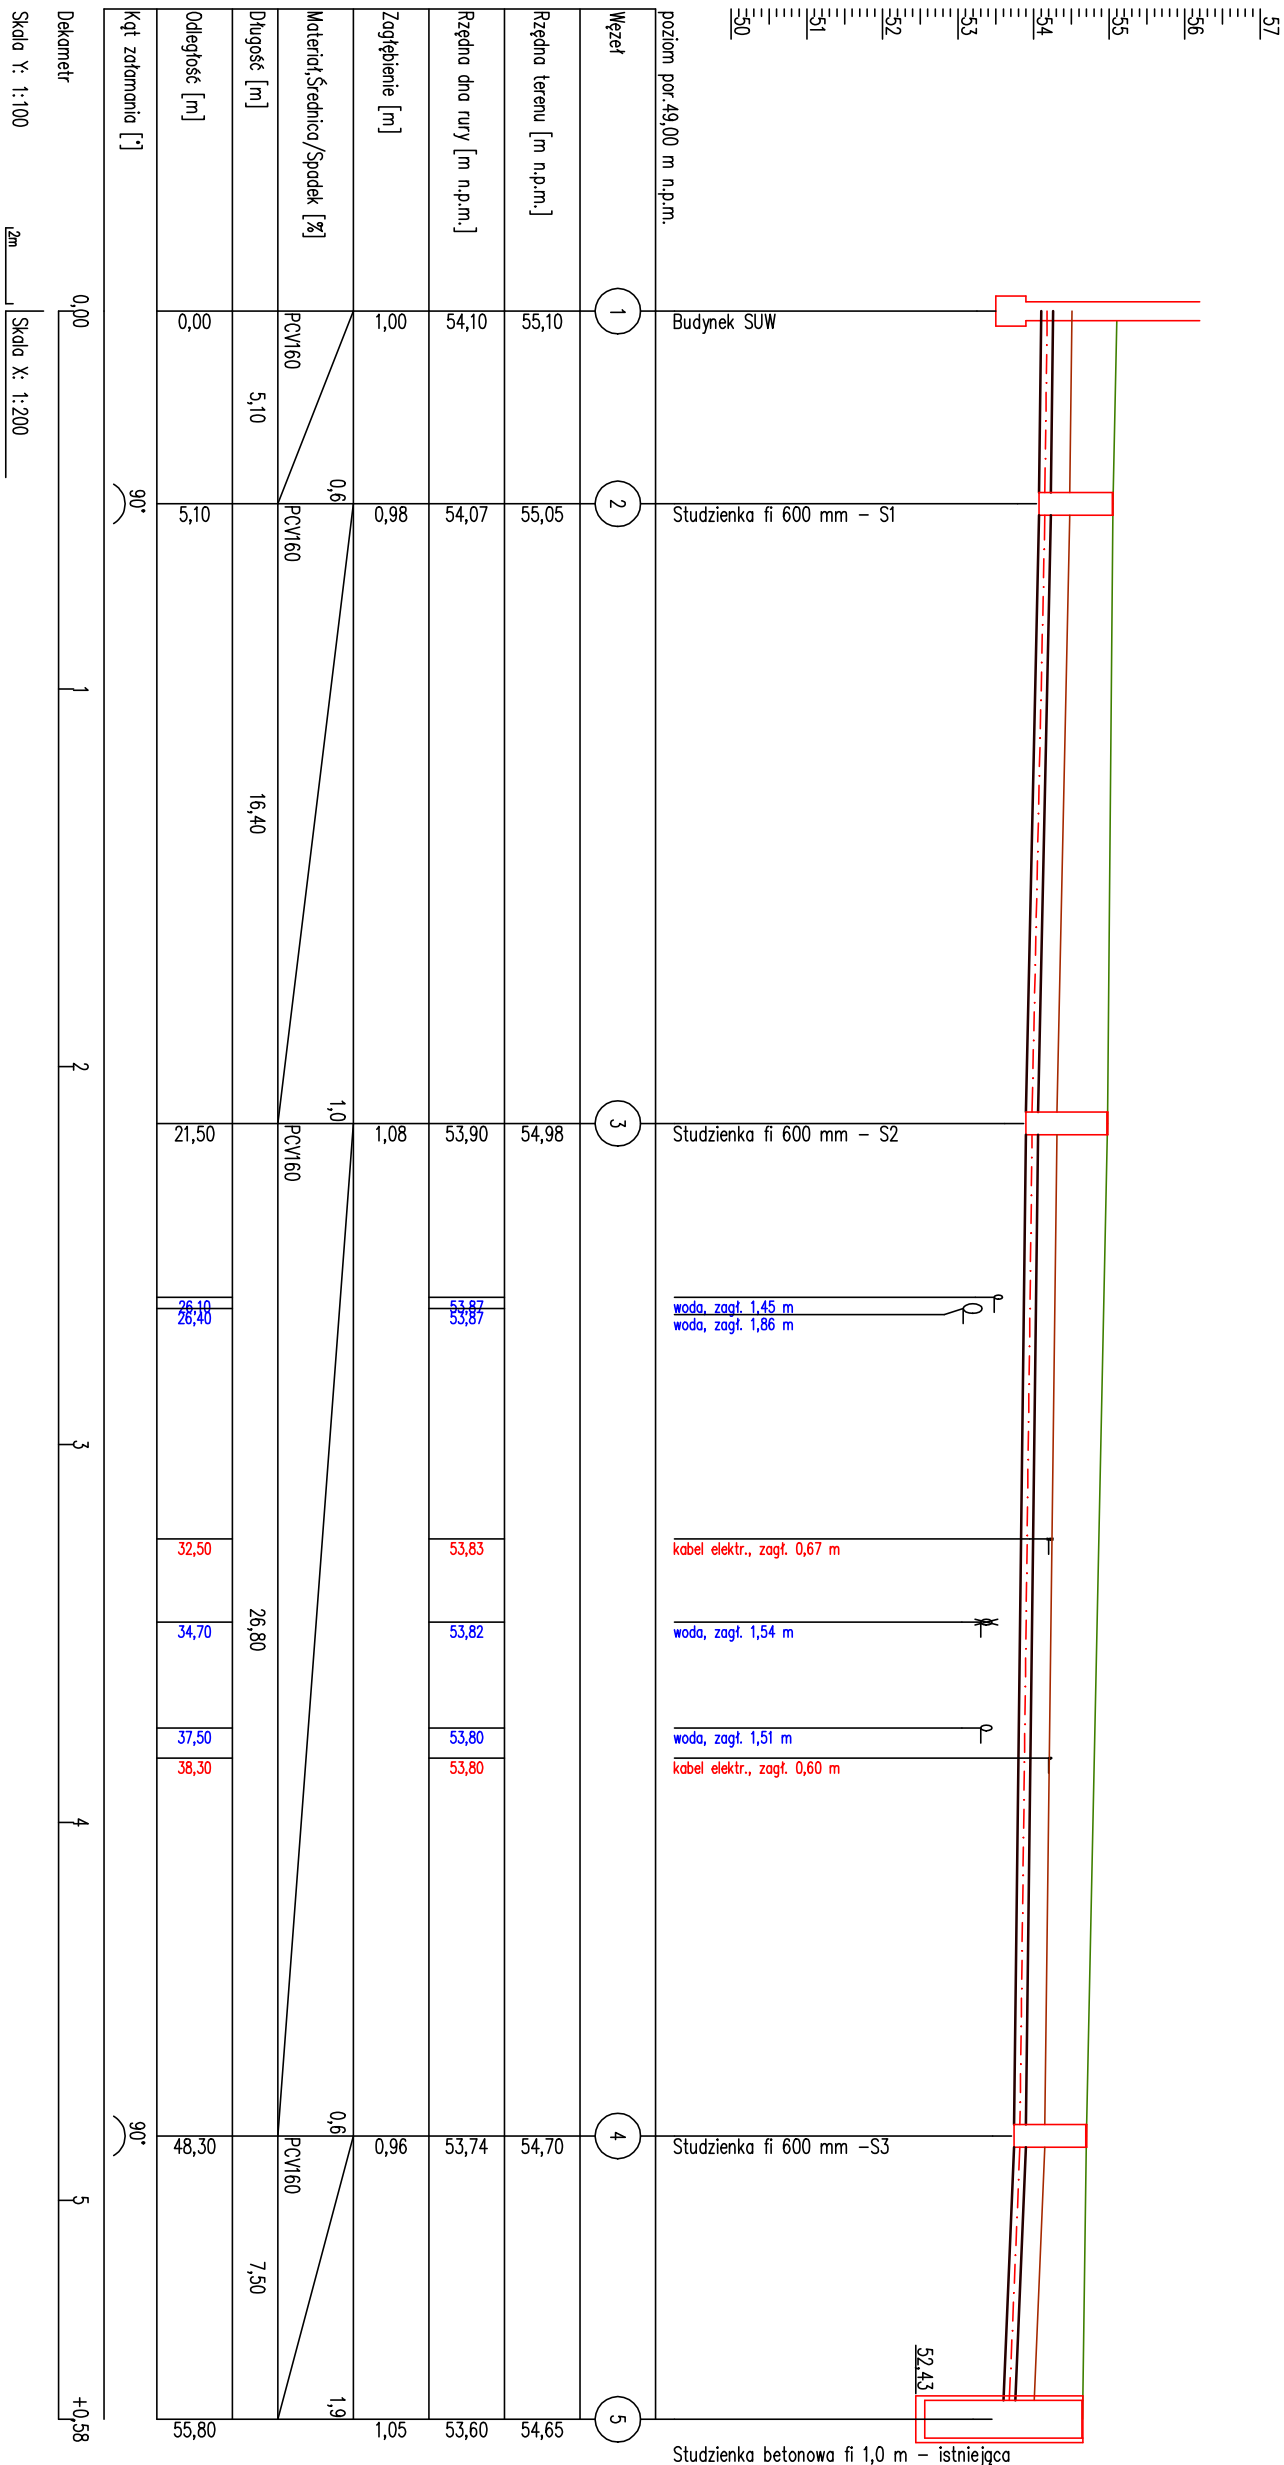 57
56
55
54
53
52
51
50
52,43
poziom por.49,00 m n.p.m.
Budynek SUW
Studzienka fi 600 mm - S1
Studzienka fi 600 mm - S2
woda, zagł. 1,45 m
woda, zagł. 1,86 m
kabel elektr., zagł. 0,67 m
woda, zagł. 1,54 m
woda, zagł. 1,51 m
kabel elektr., zagł. 0,60 m
Studzienka fi 600 mm -S3
Studzienka betonowa fi 1,0 m - istniejąca
Węzeł 1 2 3 4 5
Rzędna terenu [m n.p.m.] 55,10 55,05 54,98 54,70 54,65
Rzędna dna rury [m n.p.m.] 54,10 54,07 53,90 53,87 53,87 53,83 53,82 53,80 53,80 53,74 53,60
Zagłębienie [m] 1,00 0,98 1,08 0,96 1,05
Materiał,Średnica/Spadek [%] PCV160 0,6 PCV160 1,0 PCV160 0,6 PCV160 1,9
Długość [m] 5,10 16,40 26,80 7,50
Odległość [m] 0,00 5,10 21,50 26,10 26,40 32,50 34,70 37,50 38,30 48,30 55,80
Kąt załamania [°] 90° 90°
Dekametr 0,00 1 2 3 4 5 +0,58
Skala Y: 1:100 2m Skala X: 1:200